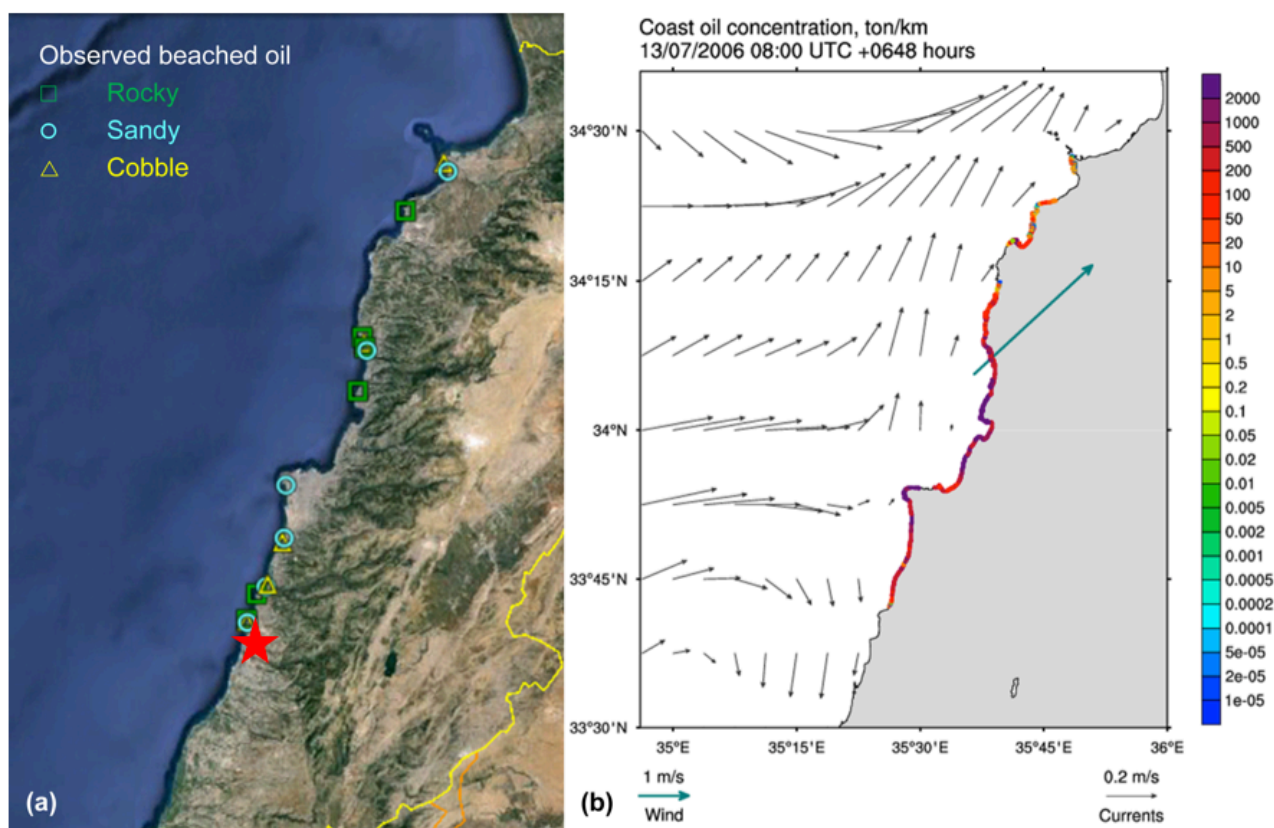 Observed beached oil
Rocky
Sandy
Cobble
(a)
Coast oil concentration, ton/km
13/07/2006 08:00 UTC +0648 hours
34°30'N
34°15'N
34°N
33°45'N
33°30'N
35°E
35°15'E
35°30'E
35°45'E
36°E
2000
1000
500
200
100
50
20
10
5
2
1
0.5
0.2
0.1
0.05
0.02
0.01
0.005
0.002
0.001
0.0005
0.0002
0.0001
5e-05
2e-05
1e-05
(b)
1 m/s
Wind
0.2 m/s
Currents